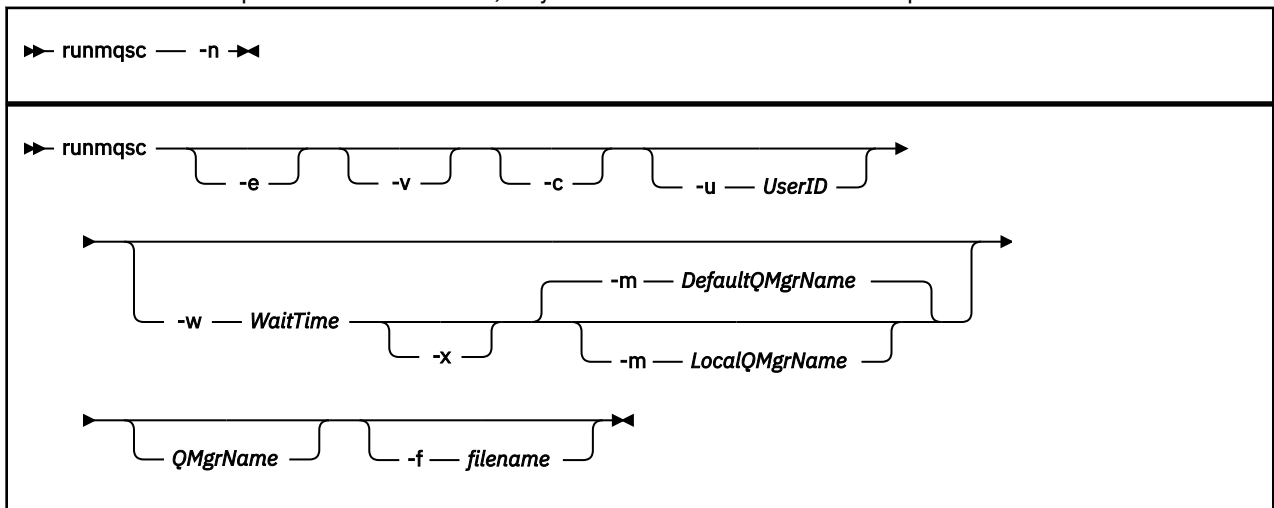 runmqsc -n
runmqsc
-e -v -c -u UserID
-m DefaultQMgrName
-w WaitTime
-x -m LocalQMgrName
QMgrName -f filename